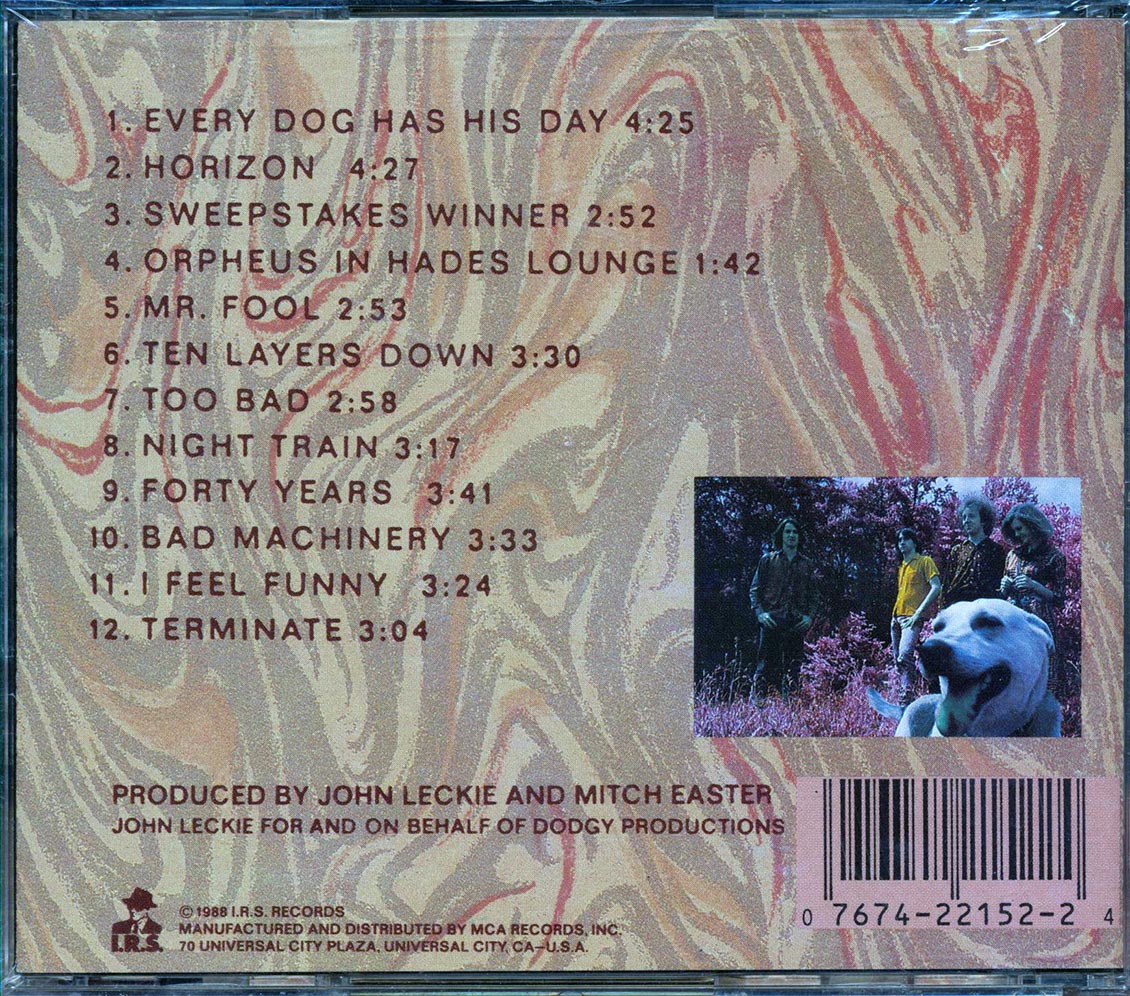 1. EVERY DOG HAS HIS DAY 4:25
2. HORIZON 4:27
3. SWEEPSTAKES WINNER 2:52
4. ORPHEUS IN HADES LOUNGE 1:42
5. MR. FOOL 2:53
6. TEN LAYERS DOWN 3:30
7. TOO BAD 2:58
8. NIGHT TRAIN 3:17
9. FORTY YEARS 3:41
10. BAD MACHINERY 3:33
11. I FEEL FUNNY 3:24
12. TERMINATE 3:04
PRODUCED BY JOHN LECKIE AND MITCH EASTER
JOHN LECKIE FOR AND ON BEHALF OF DODGY PRODUCTIONS
I.R.S.
©1988 I.R.S. RECORDS
MANUFACTURED AND DISTRIBUTED BY MCA RECORDS, INC.
70 UNIVERSAL CITY PLAZA, UNIVERSAL CITY, CA–U.S.A.
0 7674-22152-2 4